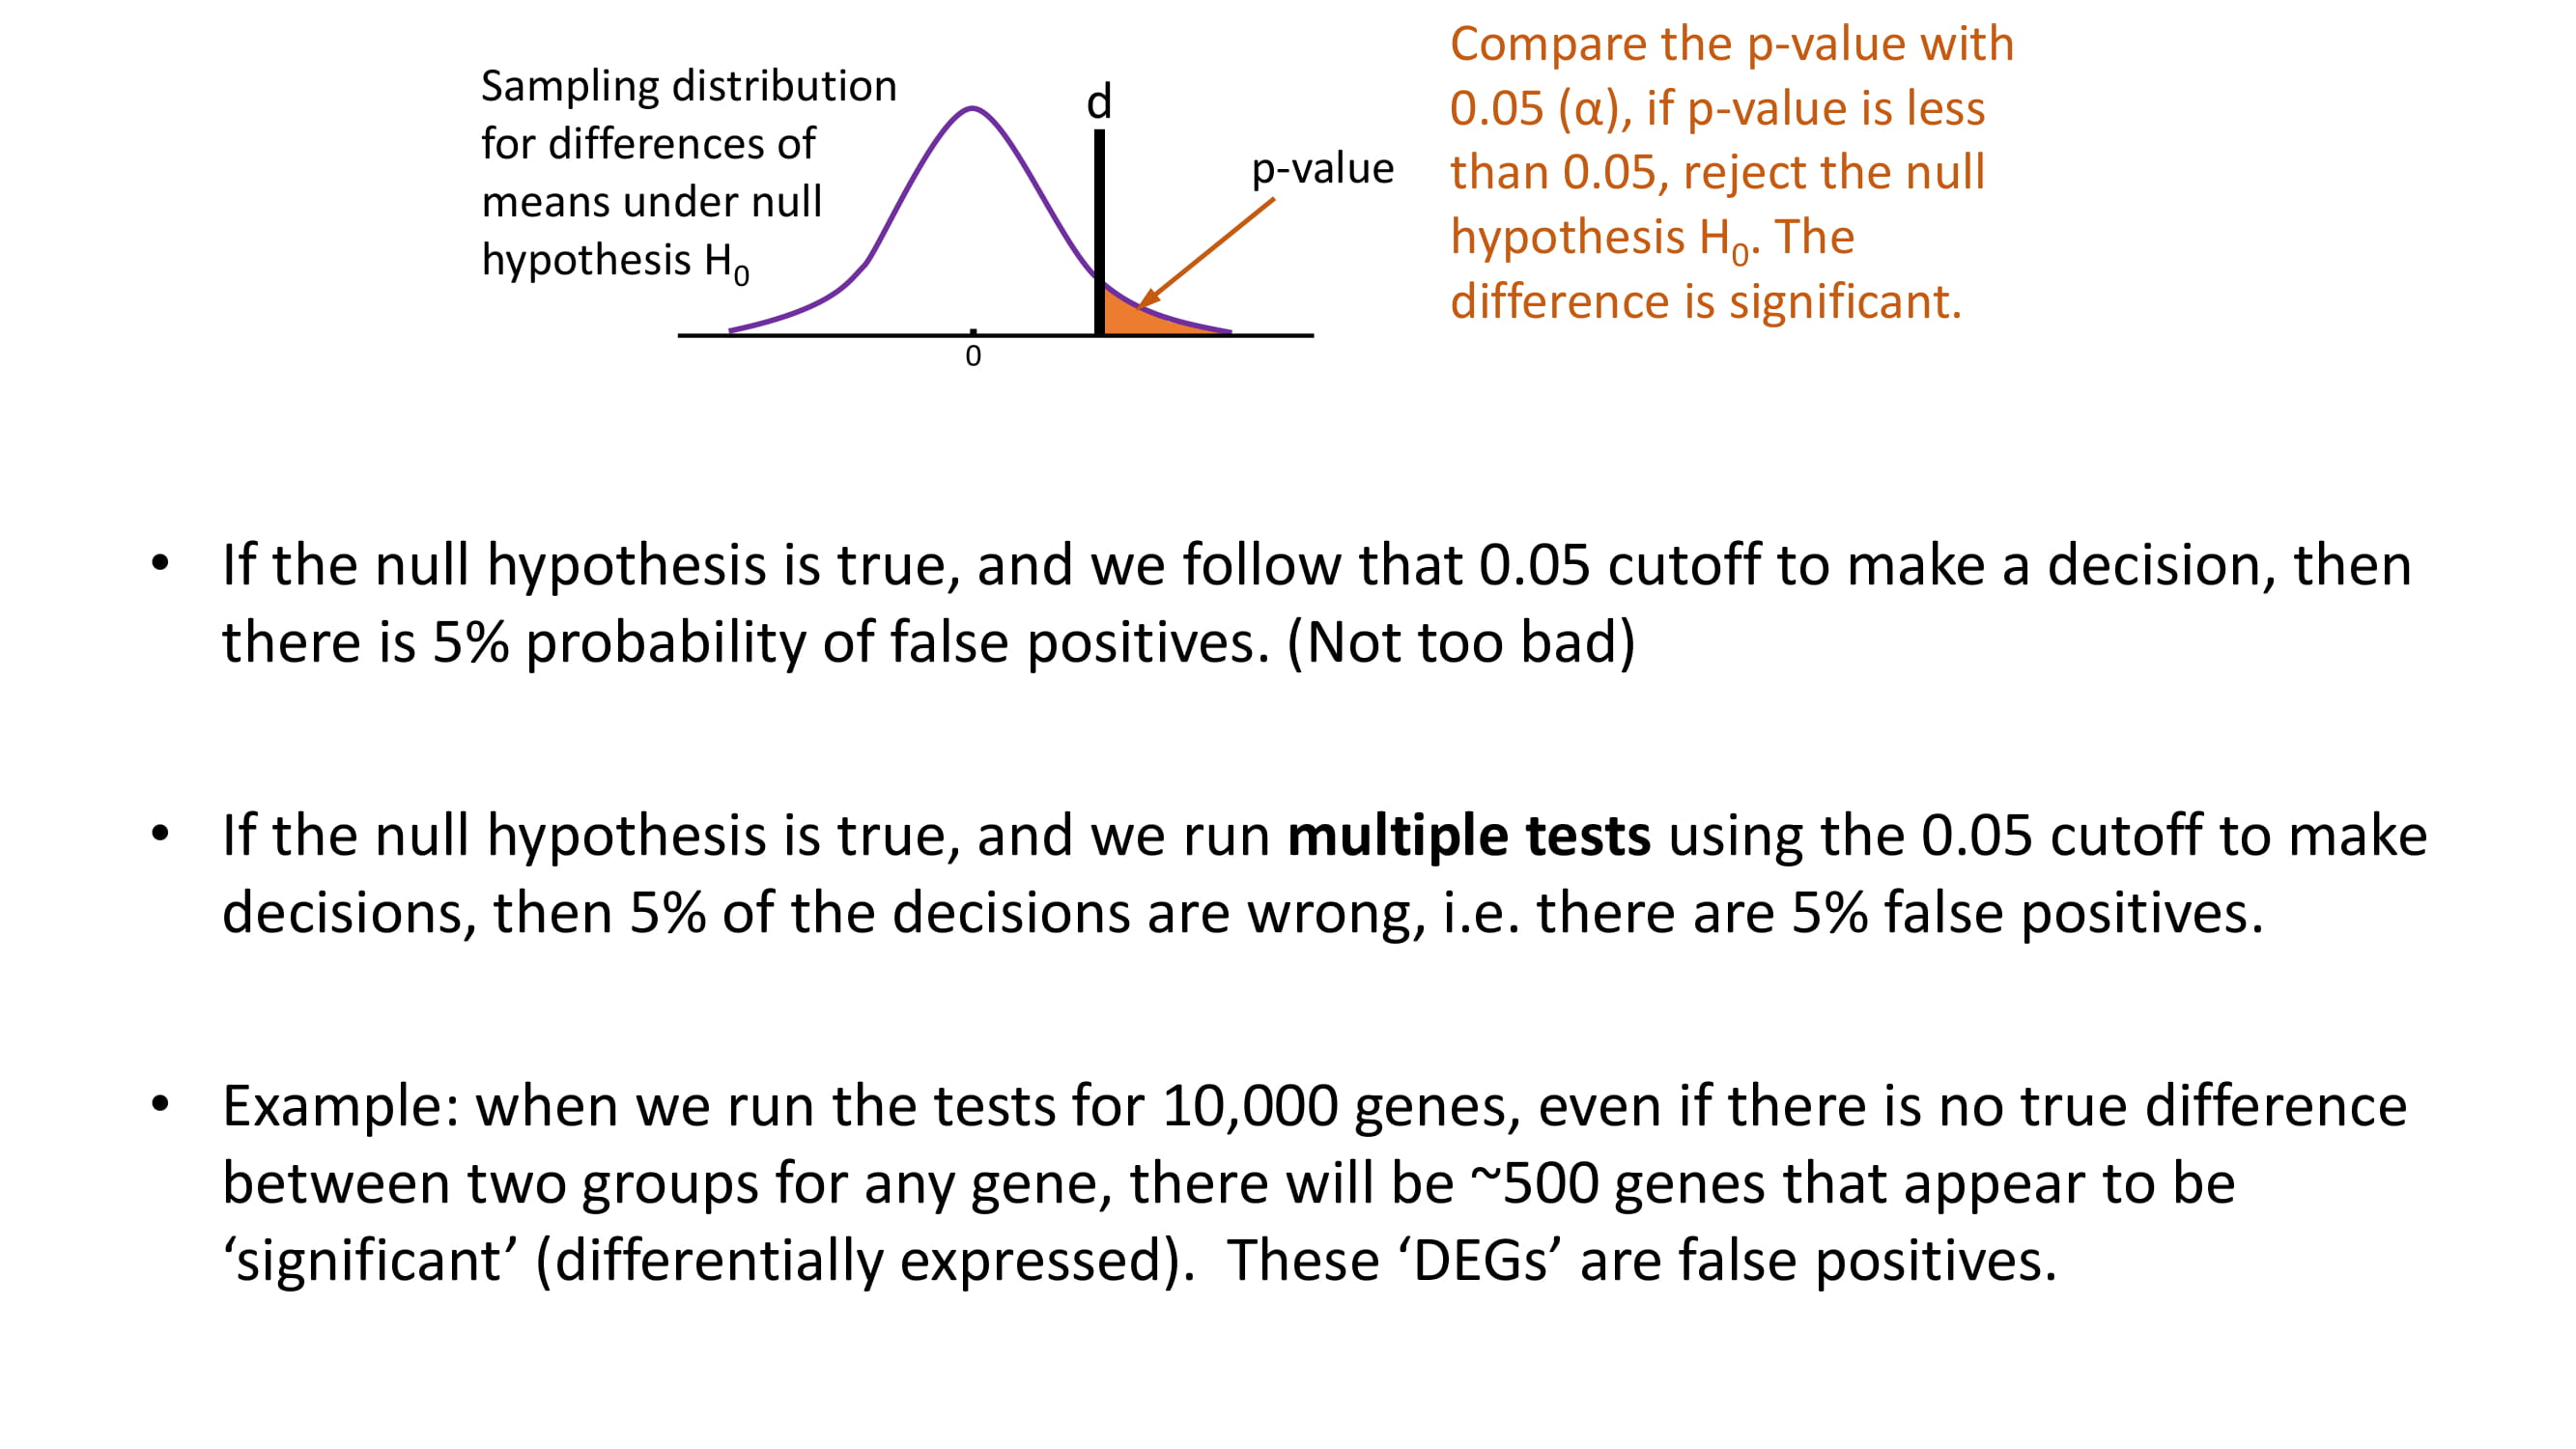 Sampling distribution
for differences of
means under null
hypothesis H₀
d
p-value
0
Compare the p-value with
0.05 (α), if p-value is less
than 0.05, reject the null
hypothesis H₀. The
difference is significant.
• If the null hypothesis is true, and we follow that 0.05 cutoff to make a decision, then
there is 5% probability of false positives. (Not too bad)
• If the null hypothesis is true, and we run multiple tests using the 0.05 cutoff to make
decisions, then 5% of the decisions are wrong, i.e. there are 5% false positives.
• Example: when we run the tests for 10,000 genes, even if there is no true difference
between two groups for any gene, there will be ~500 genes that appear to be
‘significant’ (differentially expressed).  These ‘DEGs’ are false positives.